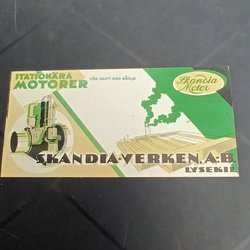 STATIONÄRA
MOTORER
FÖR DRIFT MED RÅOLJA
Skandia
Motor
SKANDIA-VERKEN, A.B.
LYSEKIL